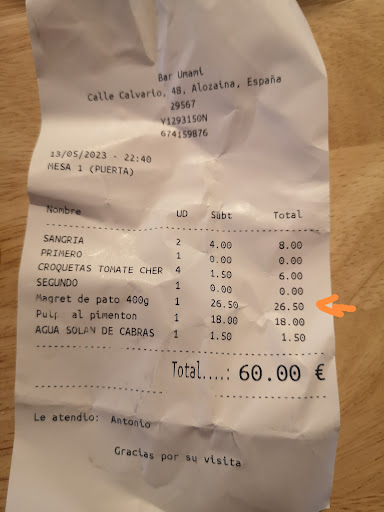 Bar Umami
Calle Calvario, 48, Alozaina, España
29567
Y1293150N
674159876
13/05/2023 - 22:40
MESA 1 (PUERTA)
Nombre UD Subt Total
SANGRIA 2 4.00 8.00
PRIMERO 1 0.00 0.00
CROQUETAS TOMATE CHER 4 1.50 6.00
SEGUNDO 1 0.00 0.00
Magret de pato 400g 1 26.50 26.50
al pimenton 1 18.00 18.00
AGUA SOLAN DE CABRAS 1 1.50 1.50
Total....: 60.00 €
Le atendio: Antonio
Gracias por su visita